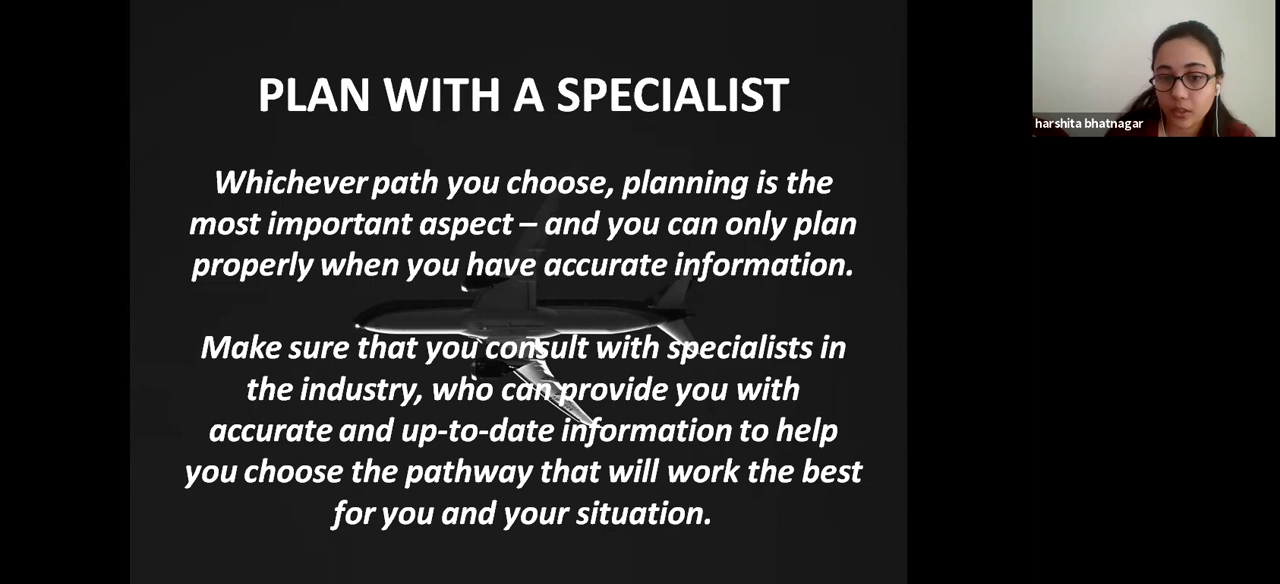 PLAN WITH A SPECIALIST
Whichever path you choose, planning is the
most important aspect – and you can only plan
properly when you have accurate information.
Make sure that you consult with specialists in
the industry, who can provide you with
accurate and up-to-date information to help
you choose the pathway that will work the best
for you and your situation.
harshita bhatnagar